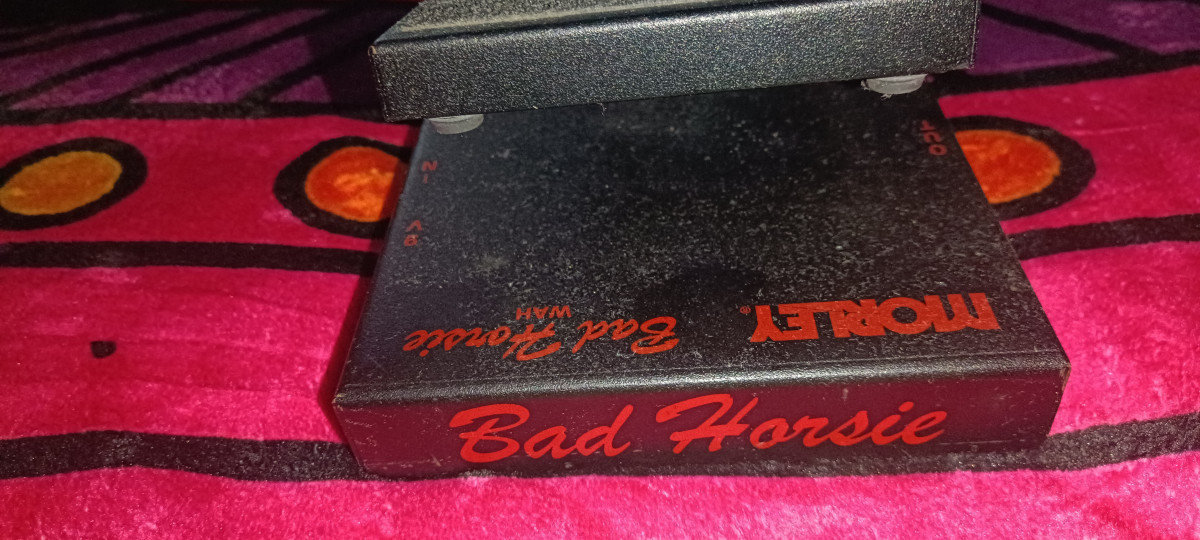 OUT
IN
9V
MORLEY®
Bad Horsie
WAH
Bad Horsie